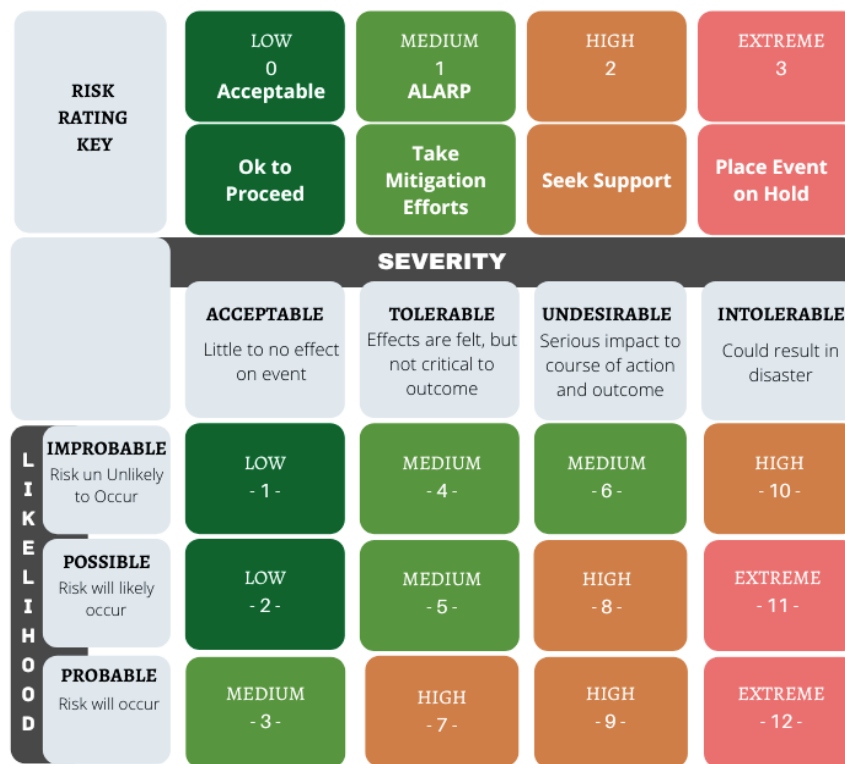 RISK
RATING
KEY
LOW
0
Acceptable
MEDIUM
1
ALARP
HIGH
2
EXTREME
3
Ok to
Proceed
Take
Mitigation
Efforts
Seek Support
Place Event
on Hold
SEVERITY
ACCEPTABLE
Little to no effect
on event
TOLERABLE
Effects are felt, but
not critical to
outcome
UNDESIRABLE
Serious impact to
course of action
and outcome
INTOLERABLE
Could result in
disaster
LIKELIHOOD
IMPROBABLE
Risk un Unlikely
to Occur
LOW
- 1 -
MEDIUM
- 4 -
MEDIUM
- 6 -
HIGH
- 10 -
POSSIBLE
Risk will likely
occur
LOW
- 2 -
MEDIUM
- 5 -
HIGH
- 8 -
EXTREME
- 11 -
PROBABLE
Risk will occur
MEDIUM
- 3 -
HIGH
- 7 -
HIGH
- 9 -
EXTREME
- 12 -